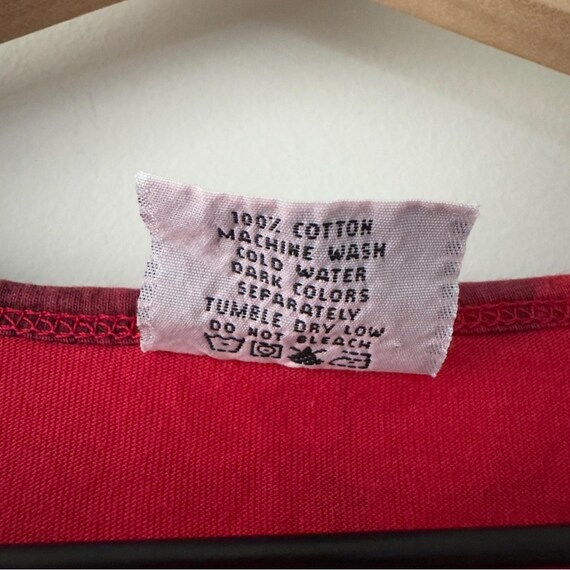 100% COTTON
MACHINE WASH
COLD WATER
DARK COLORS
SEPARATELY
TUMBLE DRY LOW
DO NOT BLEACH